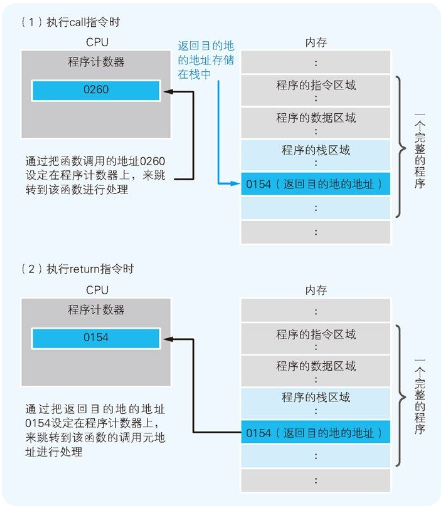 （1）执行call指令时
CPU
程序计数器
0260
通过把函数调用的地址0260
设定在程序计数器上，来跳
转到该函数进行处理
返回目的地
的地址存储
在栈中
内存
：
程序的指令区域
：
程序的数据区域
：
程序的栈区域
：
0154（返回目的地的地址）
：
：
一个完整的程序
（2）执行return指令时
CPU
程序计数器
0154
通过把返回目的地的地址
0154设定在程序计数器上，
来跳转到该函数的调用元地
址进行处理
内存
：
程序的指令区域
：
程序的数据区域
：
程序的栈区域
：
0154（返回目的地的地址）
：
：
一个完整的程序